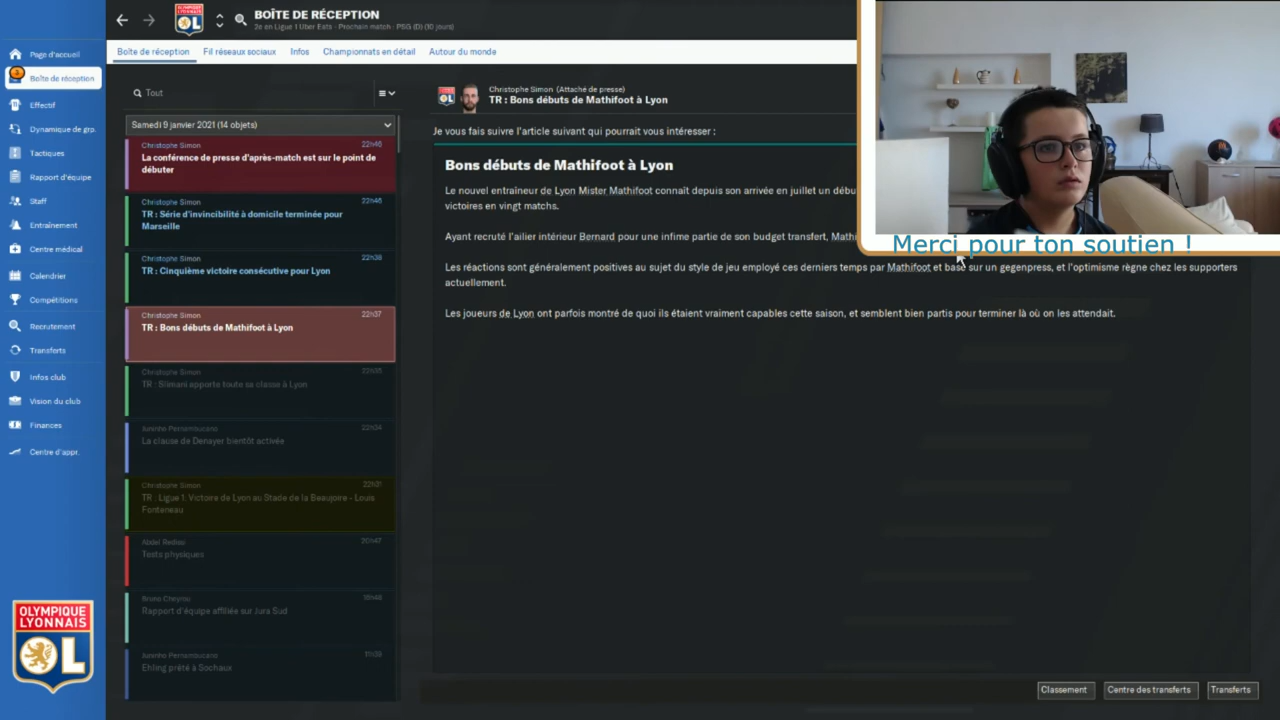 BOÎTE DE RÉCEPTION
2e en Ligue 1 Uber Eats - Prochain match : PSG (D) (10 jours)
Boîte de réception
Fil réseaux sociaux
Infos
Championnats en détail
Autour du monde
Page d'accueil
Boîte de réception
Effectif
Dynamique de grp.
Tactiques
Rapport d'équipe
Staff
Entraînement
Centre médical
Calendrier
Compétitions
Recrutement
Transferts
Infos club
Vision du club
Finances
Centre d'appr.
OLYMPIQUE
LYONNAIS
OL
Tout
Samedi 9 janvier 2021 (14 objets)
Christophe Simon 22h46
La conférence de presse d'après-match est sur le point de
débuter
Christophe Simon 22h46
TR : Série d'invincibilité à domicile terminée pour
Marseille
Christophe Simon 22h38
TR : Cinquième victoire consécutive pour Lyon
Christophe Simon 22h37
TR : Bons débuts de Mathifoot à Lyon
Christophe Simon 22h35
TR : Slimani apporte toute sa classe à Lyon
Juninho Pernambucano 22h34
La clause de Denayer bientôt activée
Christophe Simon 22h31
TR : Ligue 1. Victoire de Lyon au Stade de la Beaujoire - Louis
Fonteneau
Abdel Redissi 20h47
Tests physiques
Bruno Cheyrou
Rapport d'équipe affiliée sur Jura Sud
Juninho Pernambucano 11h39
Ehling prêté à Sochaux
Christophe Simon (Attaché de presse)
TR : Bons débuts de Mathifoot à Lyon
Je vous fais suivre l'article suivant qui pourrait vous intéresser :
Bons débuts de Mathifoot à Lyon
Le nouvel entraîneur de Lyon Mister Mathifoot connaît depuis son arrivée en juillet un débu
victoires en vingt matchs.
Ayant recruté l'ailier intérieur Bernard pour une infime partie de son budget transfert, Mathi
Les réactions sont généralement positives au sujet du style de jeu employé ces derniers temps par Mathifoot et basé sur un gegenpress, et l'optimisme règne chez les supporters
actuellement.
Les joueurs de Lyon ont parfois montré de quoi ils étaient vraiment capables cette saison, et semblent bien partis pour terminer là où on les attendait.
Merci pour ton soutien !
Classement
Centre des transferts
Transferts